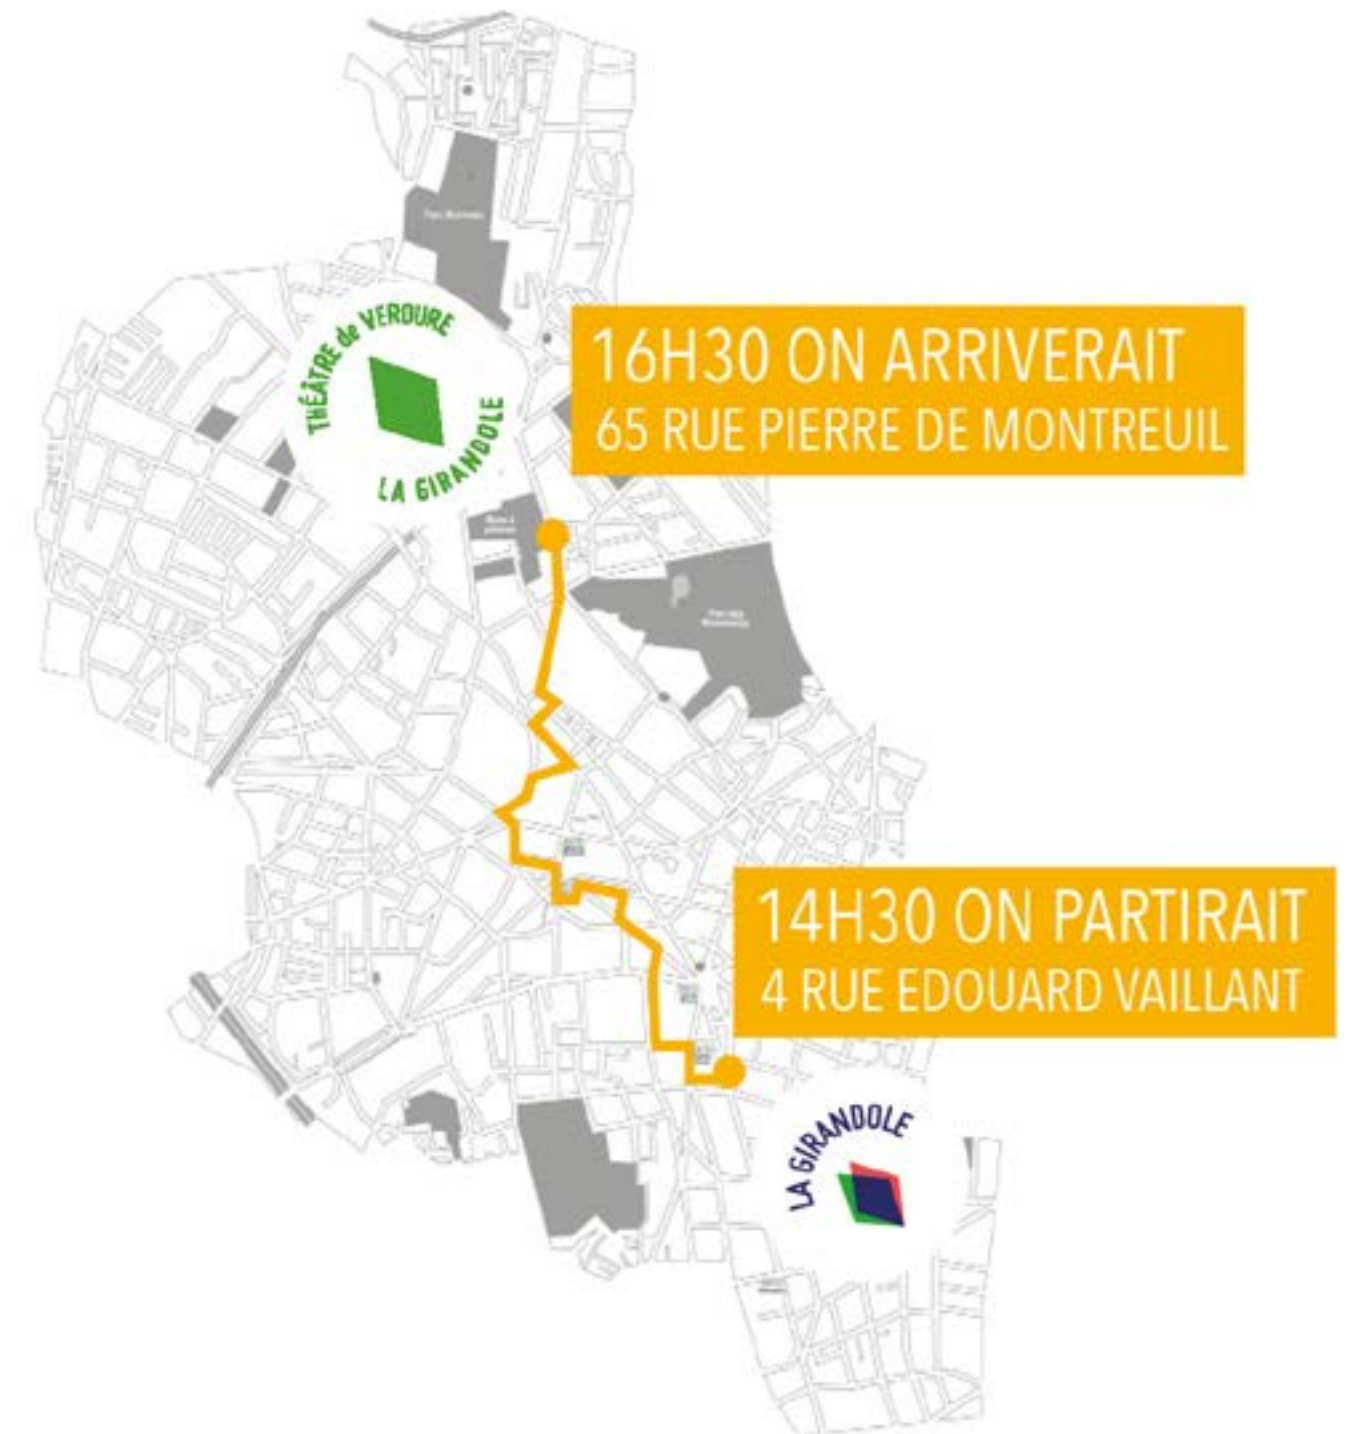 THÉÂTRE de VERDURE
LA GIRANDOLE
16H30 ON ARRIVERAIT
65 RUE PIERRE DE MONTREUIL
14H30 ON PARTIRAIT
4 RUE EDOUARD VAILLANT
LA GIRANDOLE